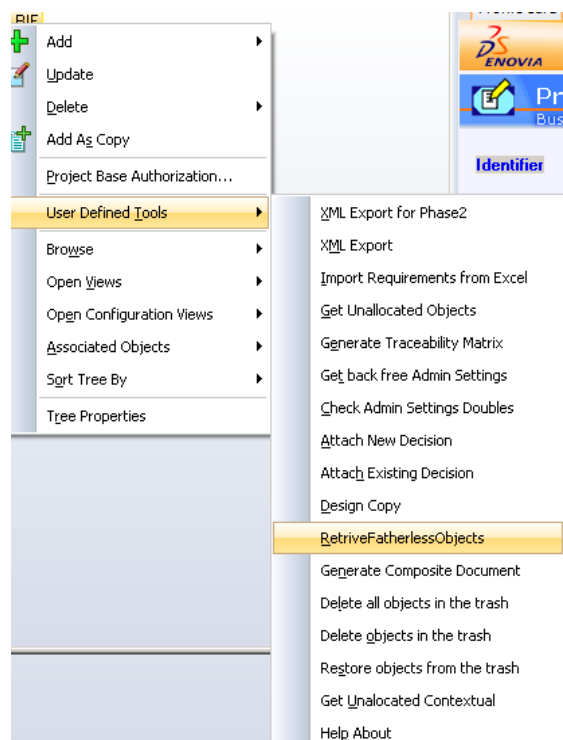 BIF
Add
Update
Delete
Add As Copy
Project Base Authorization...
User Defined Tools
Browse
Open Views
Open Configuration Views
Associated Objects
Sort Tree By
Tree Properties
ENOVIA
Pr
Bus
Identifier
XML Export for Phase2
XML Export
Import Requirements from Excel
Get Unallocated Objects
Generate Traceability Matrix
Get back free Admin Settings
Check Admin Settings Doubles
Attach New Decision
Attach Existing Decision
Design Copy
RetriveFatherlessObjects
Generate Composite Document
Delete all objects in the trash
Delete objects in the trash
Restore objects from the trash
Get Unalocated Contextual
Help About